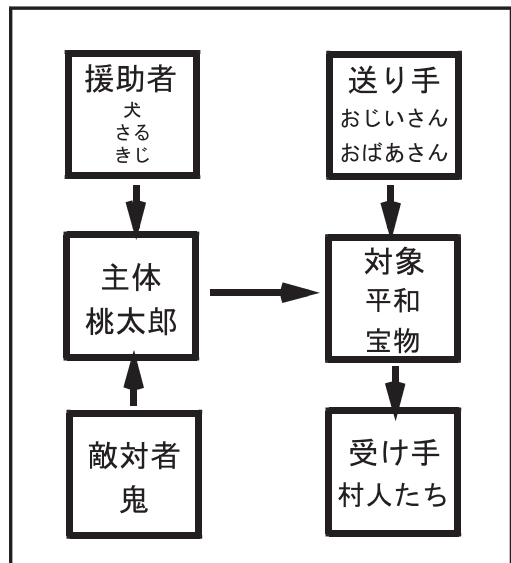 援助者
犬
さる
きじ
送り手
おじいさん
おばあさん
主体
桃太郎
対象
平和
宝物
敵対者
鬼
受け手
村人たち